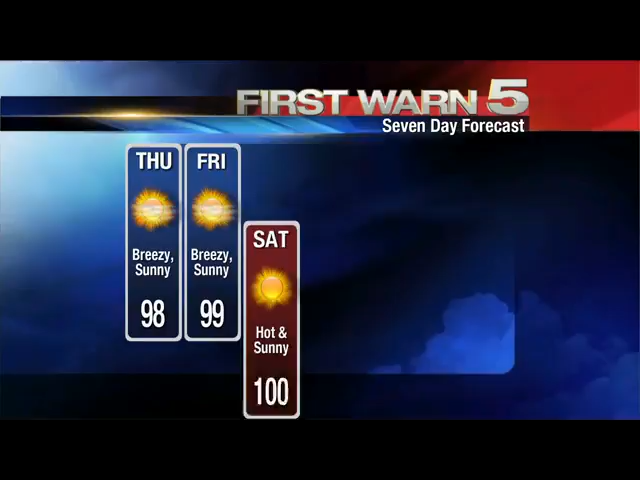 FIRST WARN 5
Seven Day Forecast
THU
Breezy,
Sunny
98
FRI
Breezy,
Sunny
99
SAT
Hot &
Sunny
100